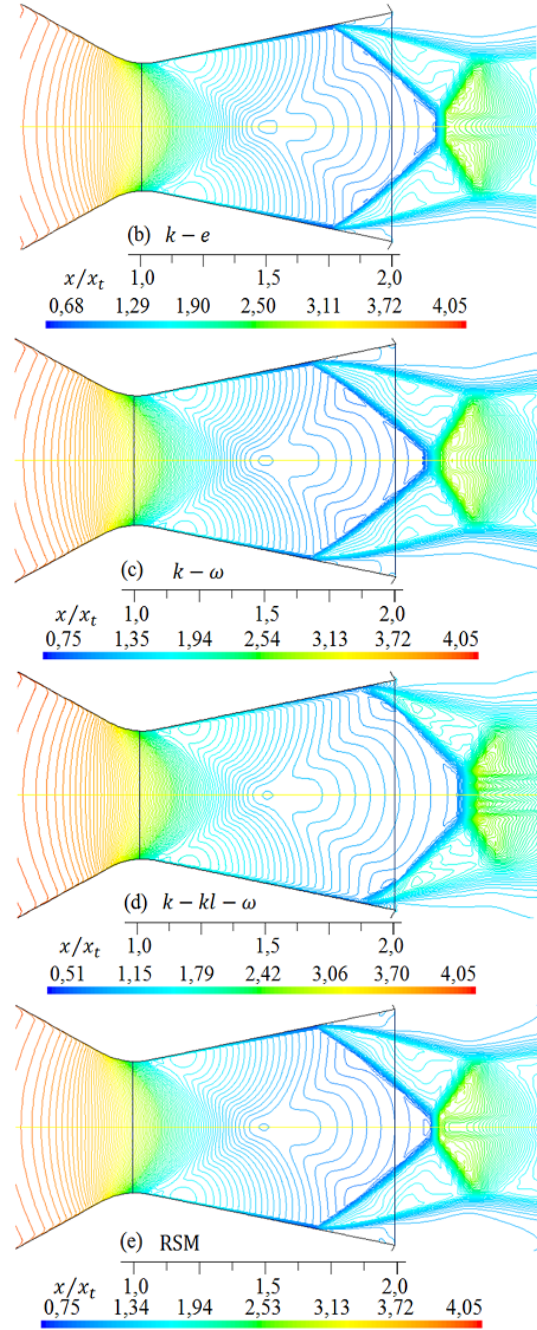 (b) k − e
x/x_t 1,0 1,5 2,0
0,68 1,29 1,90 2,50 3,11 3,72 4,05
(c) k − ω
x/x_t 1,0 1,5 2,0
0,75 1,35 1,94 2,54 3,13 3,72 4,05
(d) k − kl − ω
x/x_t 1,0 1,5 2,0
0,51 1,15 1,79 2,42 3,06 3,70 4,05
(e) RSM
x/x_t 1,0 1,5 2,0
0,75 1,34 1,94 2,53 3,13 3,72 4,05